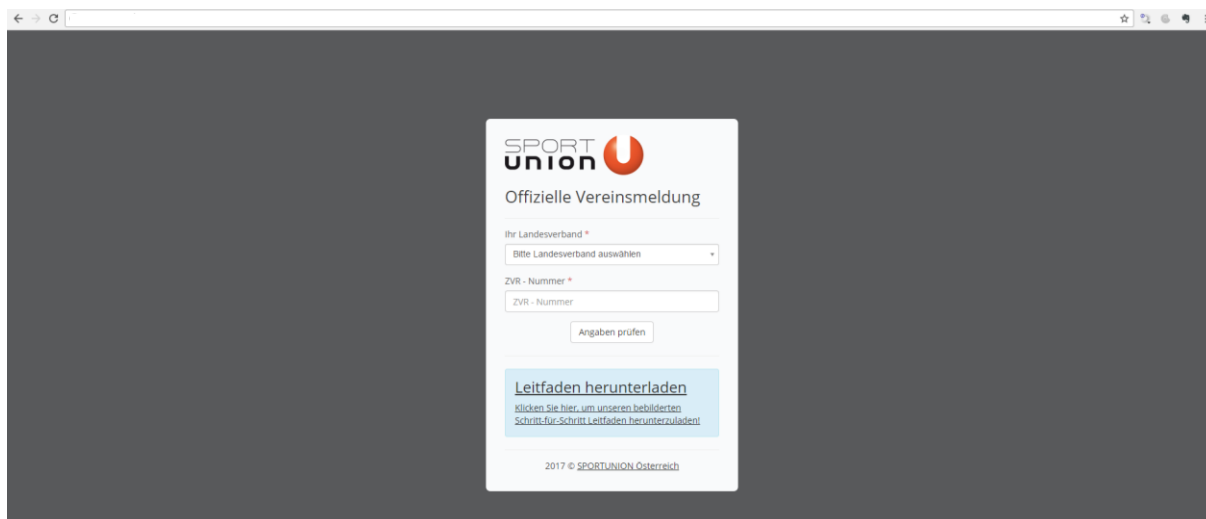 SPORT
union
Offizielle Vereinsmeldung
Ihr Landesverband *
Bitte Landesverband auswählen
ZVR - Nummer *
ZVR - Nummer
Angaben prüfen
Leitfaden herunterladen
Klicken Sie hier, um unseren bebilderten
Schritt-für-Schritt Leitfaden herunterzuladen!
2017 © SPORTUNION Österreich